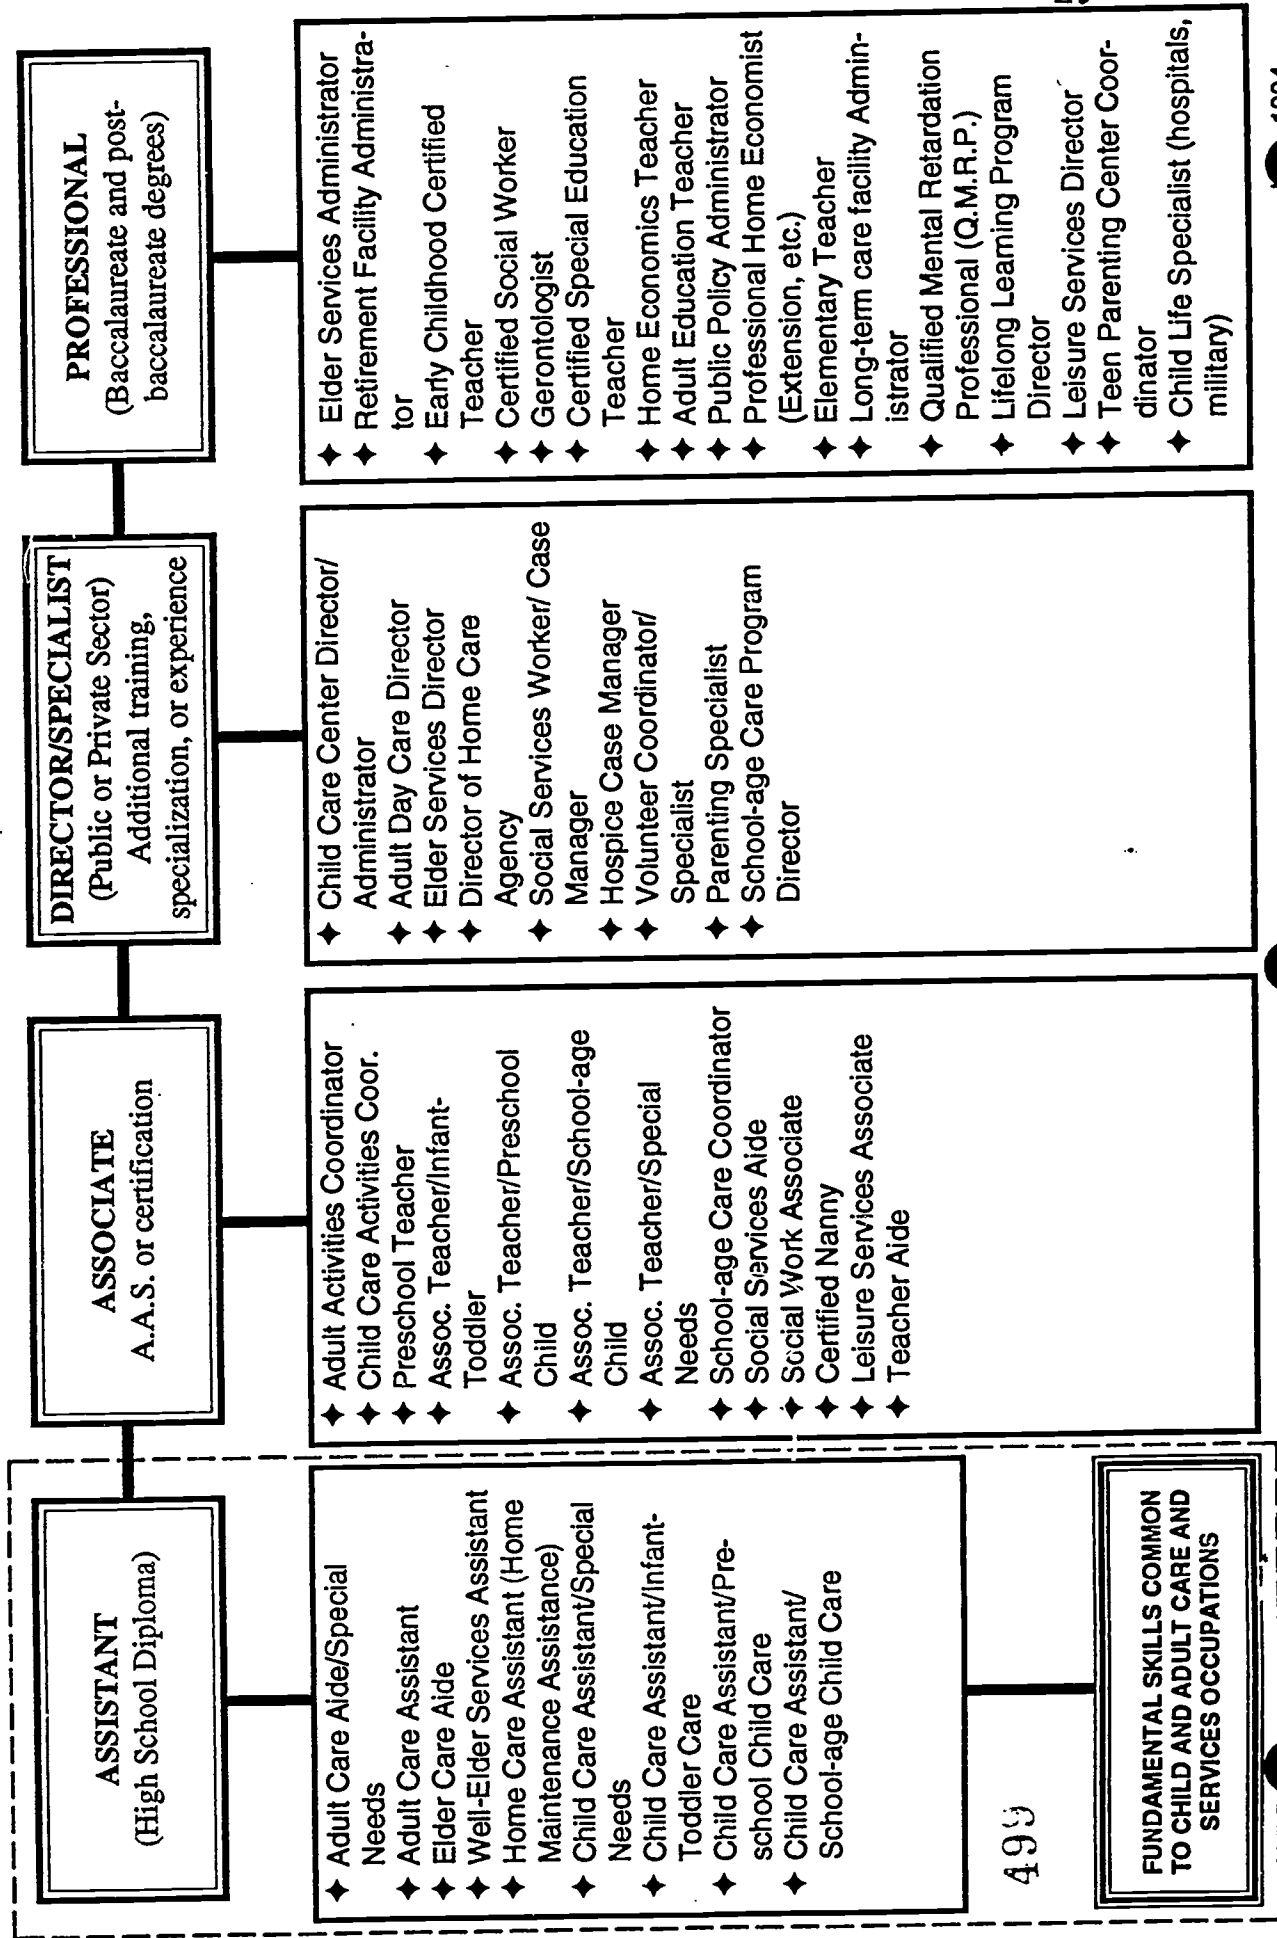 ASSISTANT
(High School Diploma)
✦ Adult Care Aide/Special
Needs
✦ Adult Care Assistant
✦ Elder Care Aide
✦ Well-Elder Services Assistant
✦ Home Care Assistant (Home
Maintenance Assistance)
✦ Child Care Assistant/Special
Needs
✦ Child Care Assistant/Infant-
Toddler Care
✦ Child Care Assistant/Pre-
school Child Care
✦ Child Care Assistant/
School-age Child Care
499
FUNDAMENTAL SKILLS COMMON
TO CHILD AND ADULT CARE AND
SERVICES OCCUPATIONS
ASSOCIATE
A.A.S. or certification
✦ Adult Activities Coordinator
✦ Child Care Activities Coor.
✦ Preschool Teacher
✦ Assoc. Teacher/Infant-
Toddler
✦ Assoc. Teacher/Preschool
Child
✦ Assoc. Teacher/School-age
Child
✦ Assoc. Teacher/Special
Needs
✦ School-age Care Coordinator
✦ Social Services Aide
✦ Social Work Associate
✦ Certified Nanny
✦ Leisure Services Associate
✦ Teacher Aide
DIRECTOR/SPECIALIST
(Public or Private Sector)
Additional training,
specialization, or experience
✦ Child Care Center Director/
Administrator
✦ Adult Day Care Director
✦ Elder Services Director
✦ Director of Home Care
Agency
✦ Social Services Worker/ Case
Manager
✦ Hospice Case Manager
✦ Volunteer Coordinator/
Specialist
✦ Parenting Specialist
✦ School-age Care Program
Director
PROFESSIONAL
(Baccalaureate and post-
baccalaureate degrees)
✦ Elder Services Administrator
✦ Retirement Facility Administra-
tor
✦ Early Childhood Certified
Teacher
✦ Certified Social Worker
✦ Gerontologist
✦ Certified Special Education
Teacher
✦ Home Economics Teacher
✦ Adult Education Teacher
✦ Public Policy Administrator
✦ Professional Home Economist
(Extension, etc.)
✦ Elementary Teacher
✦ Long-term care facility Admin-
istrator
✦ Qualified Mental Retardation
Professional (Q.M.R.P.)
✦ Lifelong Learning Program
Director
✦ Leisure Services Director
✦ Teen Parenting Center Coor-
dinator
✦ Child Life Specialist (hospitals,
military)